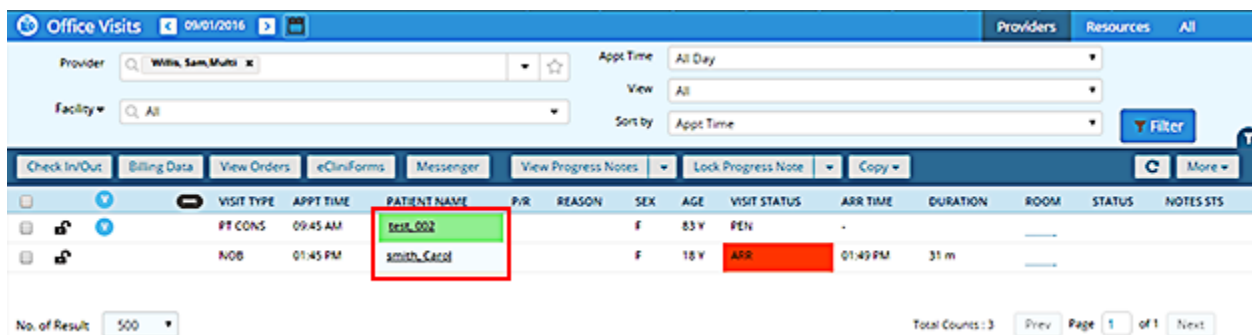 Office Visits 09/01/2016 Providers Resources All
Provider Willis, Sam,Multi x Appt Time All Day
View All
Facility All
Sort by Appt Time Filter
Check In/Out Billing Data View Orders eCliniForms Messenger View Progress Notes Lock Progress Note Copy C More
V VISIT TYPE APPT TIME PATIENT NAME P/R REASON SEX AGE VISIT STATUS ARR TIME DURATION ROOM STATUS NOTES STS
V PT CONS 09:45 AM test, 002 F 83 Y PEN -
NOB 01:45 PM smith, Carol F 18 Y ARR 01:49 PM 31 m
No. of Result 500 Total Counts : 3 Prev Page 1 of 1 Next